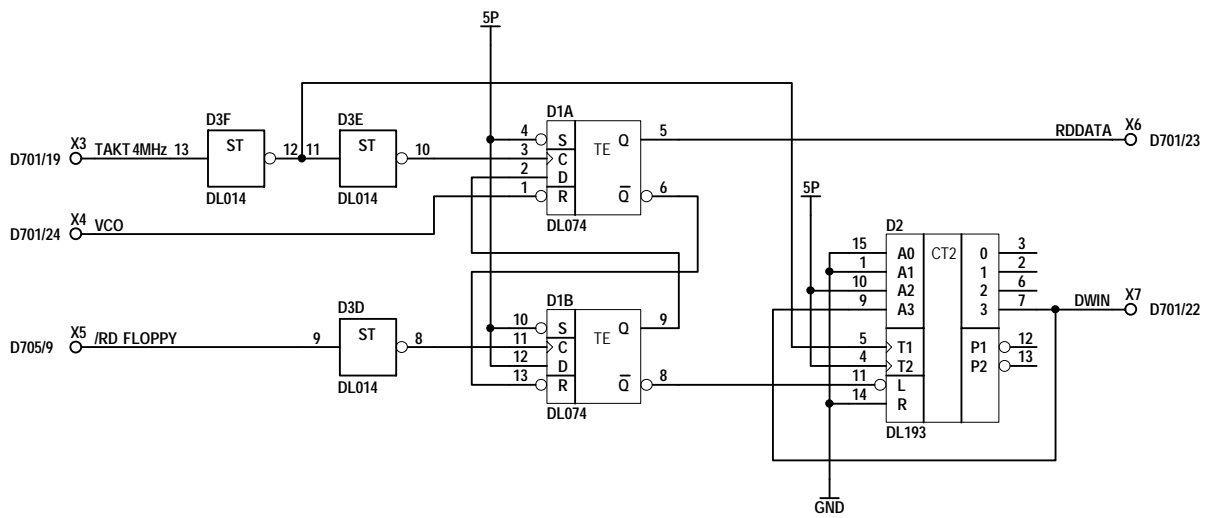 5P
D3F
D3E
D1A
X3
TAKT 4MHz 13
ST
12 11
ST
10
4
3
2
1
S
C
D
R
TE
Q
Q
5
6
RDDATA
X6
D701/23
D701/19
DL014
DL014
X4
VCO
D701/24
DL074
5P
D2
15
1
10
9
A0
A1
A2
A3
CT2
0
1
2
3
3
2
6
7
DWIN
X7
D701/22
D3D
D1B
X5
/RD FLOPPY
D705/9
9
ST
8
10
11
12
13
S
C
D
R
TE
Q
Q
9
8
5
4
11
14
T1
T2
L
R
P1
P2
12
13
DL014
DL074
DL193
GND